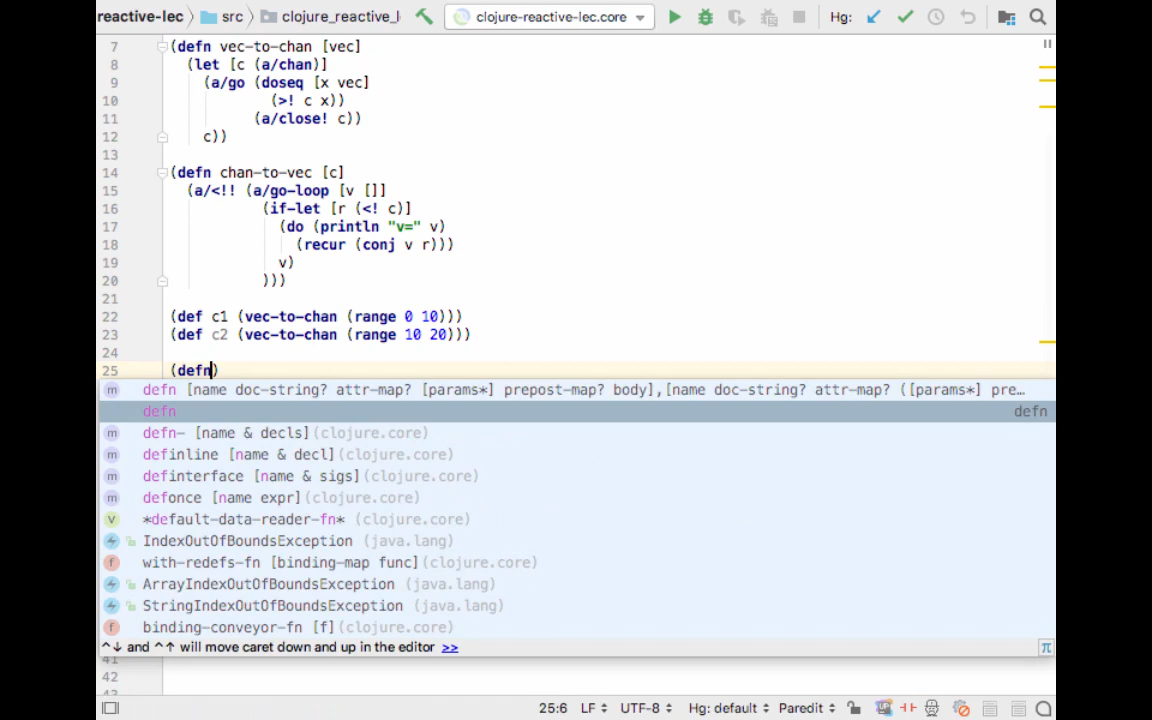 reactive-lec src clojure_reactive_l clojure-reactive-lec.core Hg:
7 (defn vec-to-chan [vec]
8 (let [c (a/chan)]
9 (a/go (doseq [x vec]
10 (>! c x))
11 (a/close! c))
12 c))
13
14 (defn chan-to-vec [c]
15 (a/<!! (a/go-loop [v []]
16 (if-let [r (<! c)]
17 (do (println "v=" v)
18 (recur (conj v r)))
19 v)
20 )))
21
22 (def c1 (vec-to-chan (range 0 10)))
23 (def c2 (vec-to-chan (range 10 20)))
24
25 (defn)
m defn [name doc-string? attr-map? [params*] prepost-map? body],[name doc-string? attr-map? ([params*] pre…
defn defn
m defn- [name & decls](clojure.core)
m definline [name & decl](clojure.core)
m definterface [name & sigs](clojure.core)
m defonce [name expr](clojure.core)
V *default-data-reader-fn* (clojure.core)
IndexOutOfBoundsException (java.lang)
f with-redefs-fn [binding-map func](clojure.core)
ArrayIndexOutOfBoundsException (java.lang)
StringIndexOutOfBoundsException (java.lang)
f binding-conveyor-fn [f](clojure.core)
^↓ and ^↑ will move caret down and up in the editor >> π
41
42
25:6 LF UTF-8 Hg: default Paredit